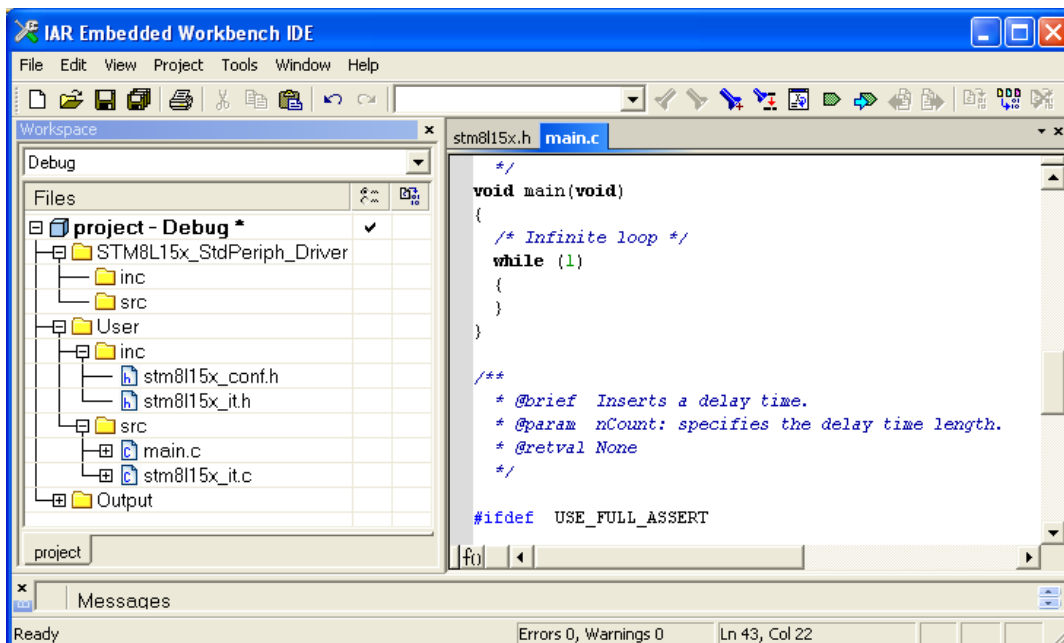 IAR Embedded Workbench IDE
File Edit View Project Tools Window Help
Workspace
Debug
Files
project - Debug *
STM8L15x_StdPeriph_Driver
inc
src
User
inc
stm8l15x_conf.h
stm8l15x_it.h
src
main.c
stm8l15x_it.c
Output
project
stm8l15x.h main.c
*/
void main(void)
{
/* Infinite loop */
while (1)
{
}
}
/**
* @brief Inserts a delay time.
* @param nCount: specifies the delay time length.
* @retval None
*/
#ifdef USE_FULL_ASSERT
f()
Messages
Ready Errors 0, Warnings 0 Ln 43, Col 22